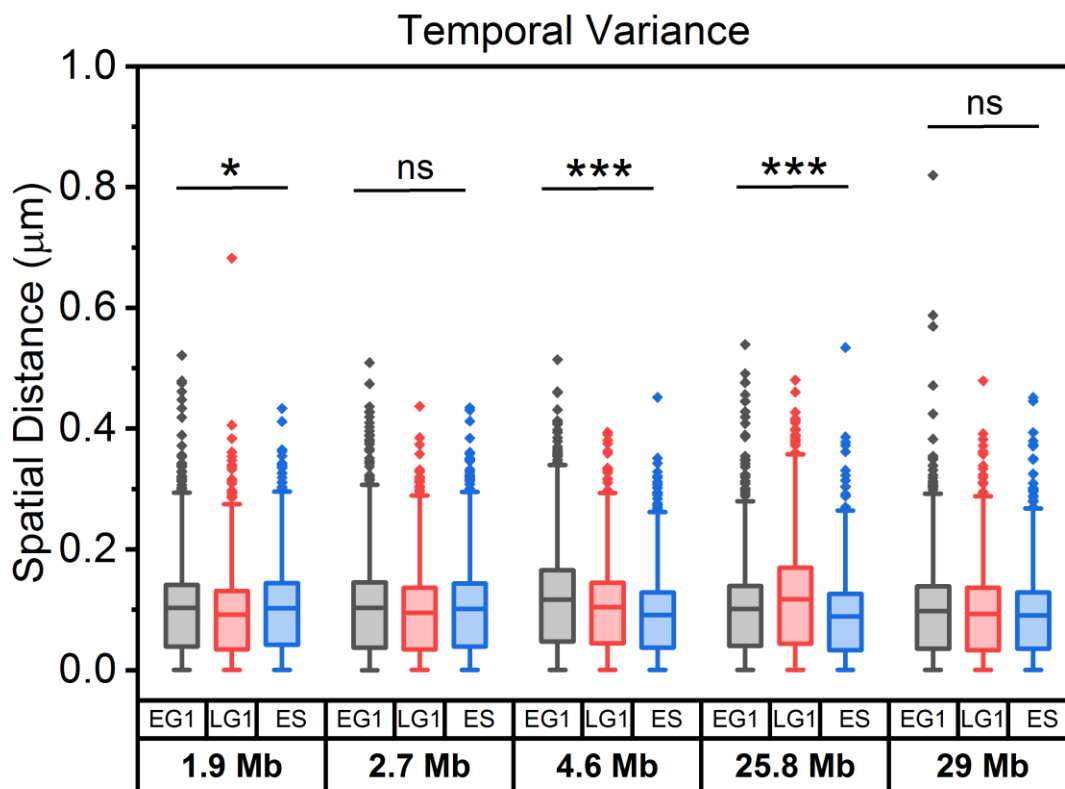 Temporal Variance
Spatial Distance (μm)
1.0
0.8
0.6
0.4
0.2
0.0
* ns *** *** ns
EG1 LG1 ES EG1 LG1 ES EG1 LG1 ES EG1 LG1 ES EG1 LG1 ES
1.9 Mb 2.7 Mb 4.6 Mb 25.8 Mb 29 Mb